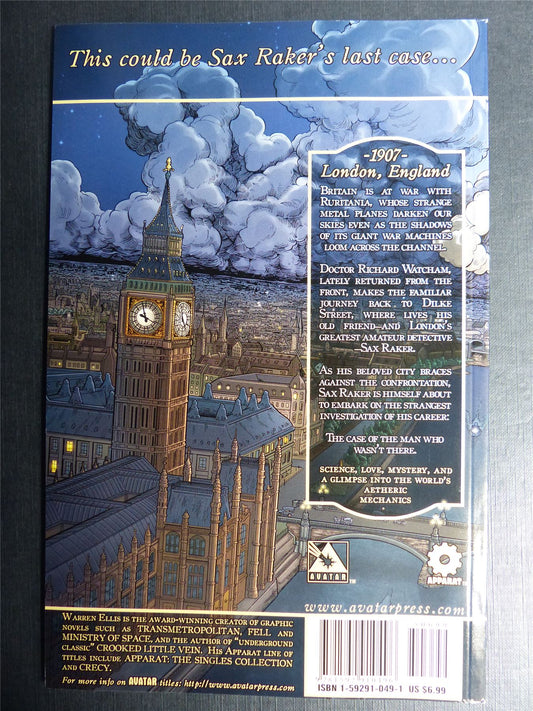 This could be Sax Raker's last case...
-1907-
London, England
Britain is at war with
Ruritania, whose strange
metal planes darken our
skies even as the shadows
of its giant war machines
loom across the Channel.
Doctor Richard Watcham,
lately returned from the
front, makes the familiar
journey back to Dilke
Street, where lives his
old friend—and London's
greatest amateur detective
—Sax Raker.
As his beloved city braces
against the confrontation,
Sax Raker is himself about
to embark on the strangest
investigation of his career:
The case of the man who
wasn't there.
science, love, mystery, and
a glimpse into the world's
aetheric
mechanics
AVATAR™
APPARAT™
www.avatarpress.com
Warren Ellis is the award-winning creator of graphic
novels such as TRANSMETROPOLITAN, FELL and
MINISTRY OF SPACE, and the author of "underground
classic" CROOKED LITTLE VEIN. His Apparat line of
titles include APPARAT: THE SINGLES COLLECTION
and CRECY.
For more info on AVATAR titles: http://www.avatarpress.com
ISBN 1-59291-049-1 US $6.99